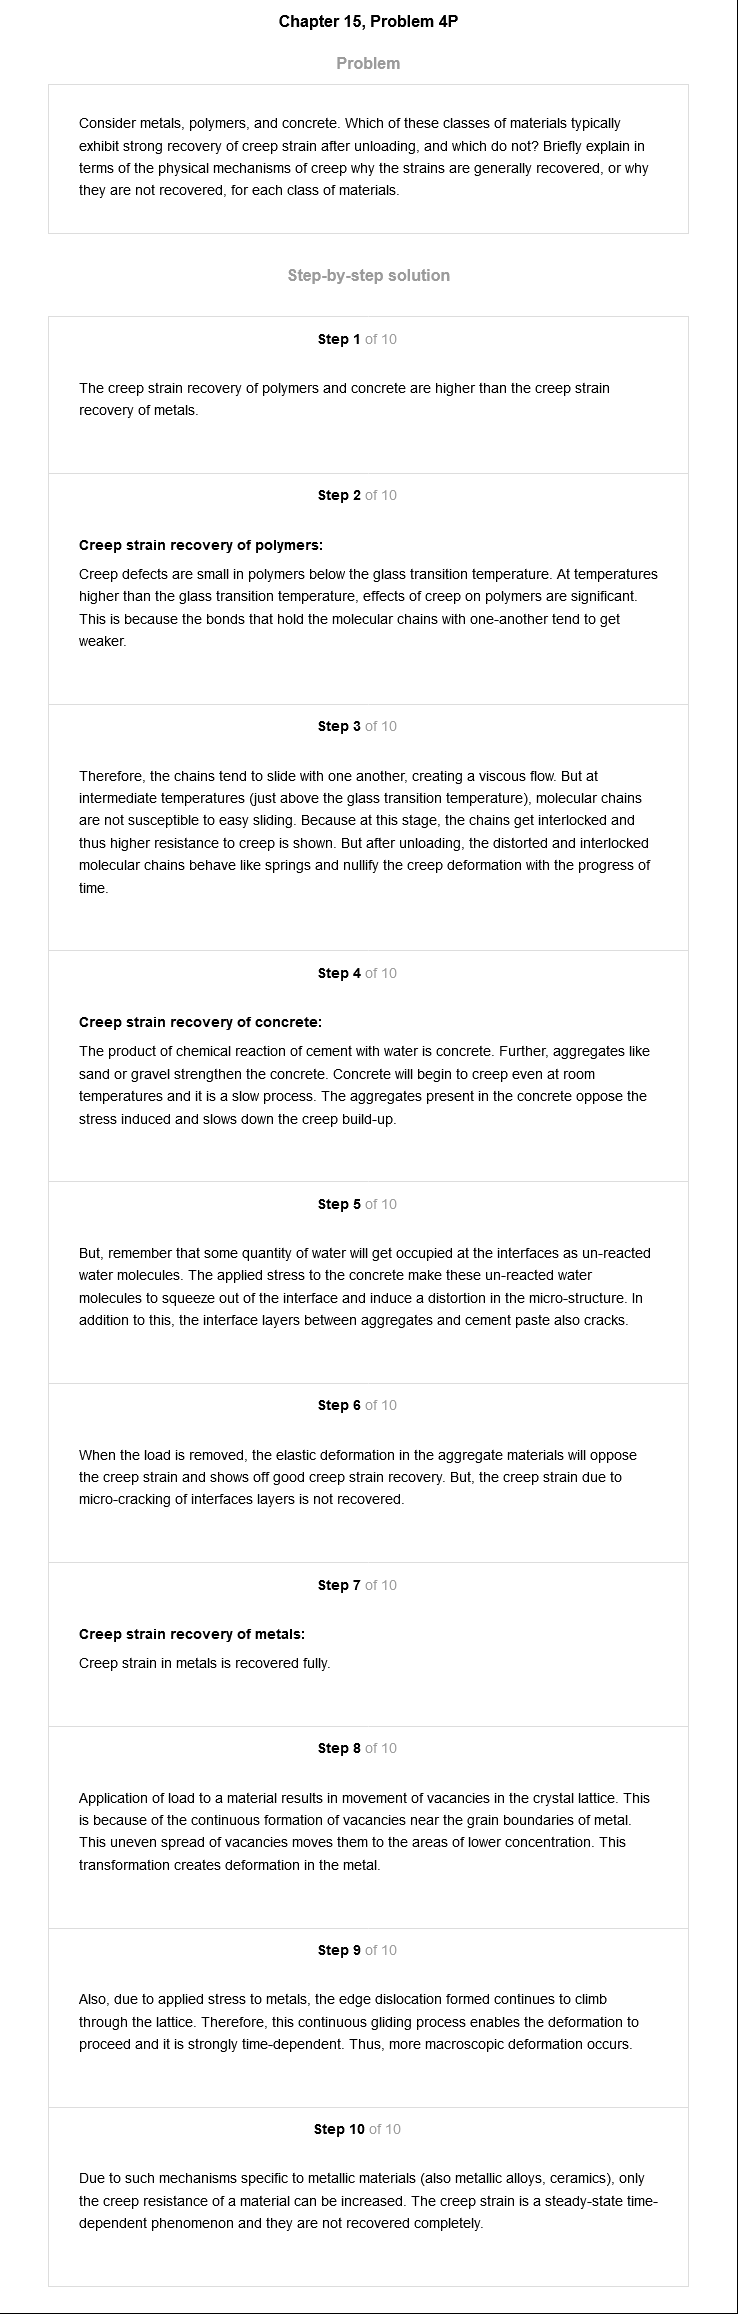 Chapter 15, Problem 4P
Problem
Consider metals, polymers, and concrete. Which of these classes of materials typically
exhibit strong recovery of creep strain after unloading, and which do not? Briefly explain in
terms of the physical mechanisms of creep why the strains are generally recovered, or why
they are not recovered, for each class of materials.
Step-by-step solution
Step 1 of 10
The creep strain recovery of polymers and concrete are higher than the creep strain
recovery of metals.
Step 2 of 10
Creep strain recovery of polymers:
Creep defects are small in polymers below the glass transition temperature. At temperatures
higher than the glass transition temperature, effects of creep on polymers are significant.
This is because the bonds that hold the molecular chains with one-another tend to get
weaker.
Step 3 of 10
Therefore, the chains tend to slide with one another, creating a viscous flow. But at
intermediate temperatures (just above the glass transition temperature), molecular chains
are not susceptible to easy sliding. Because at this stage, the chains get interlocked and
thus higher resistance to creep is shown. But after unloading, the distorted and interlocked
molecular chains behave like springs and nullify the creep deformation with the progress of
time.
Step 4 of 10
Creep strain recovery of concrete:
The product of chemical reaction of cement with water is concrete. Further, aggregates like
sand or gravel strengthen the concrete. Concrete will begin to creep even at room
temperatures and it is a slow process. The aggregates present in the concrete oppose the
stress induced and slows down the creep build-up.
Step 5 of 10
But, remember that some quantity of water will get occupied at the interfaces as un-reacted
water molecules. The applied stress to the concrete make these un-reacted water
molecules to squeeze out of the interface and induce a distortion in the micro-structure. In
addition to this, the interface layers between aggregates and cement paste also cracks.
Step 6 of 10
When the load is removed, the elastic deformation in the aggregate materials will oppose
the creep strain and shows off good creep strain recovery. But, the creep strain due to
micro-cracking of interfaces layers is not recovered.
Step 7 of 10
Creep strain recovery of metals:
Creep strain in metals is recovered fully.
Step 8 of 10
Application of load to a material results in movement of vacancies in the crystal lattice. This
is because of the continuous formation of vacancies near the grain boundaries of metal.
This uneven spread of vacancies moves them to the areas of lower concentration. This
transformation creates deformation in the metal.
Step 9 of 10
Also, due to applied stress to metals, the edge dislocation formed continues to climb
through the lattice. Therefore, this continuous gliding process enables the deformation to
proceed and it is strongly time-dependent. Thus, more macroscopic deformation occurs.
Step 10 of 10
Due to such mechanisms specific to metallic materials (also metallic alloys, ceramics), only
the creep resistance of a material can be increased. The creep strain is a steady-state time-
dependent phenomenon and they are not recovered completely.